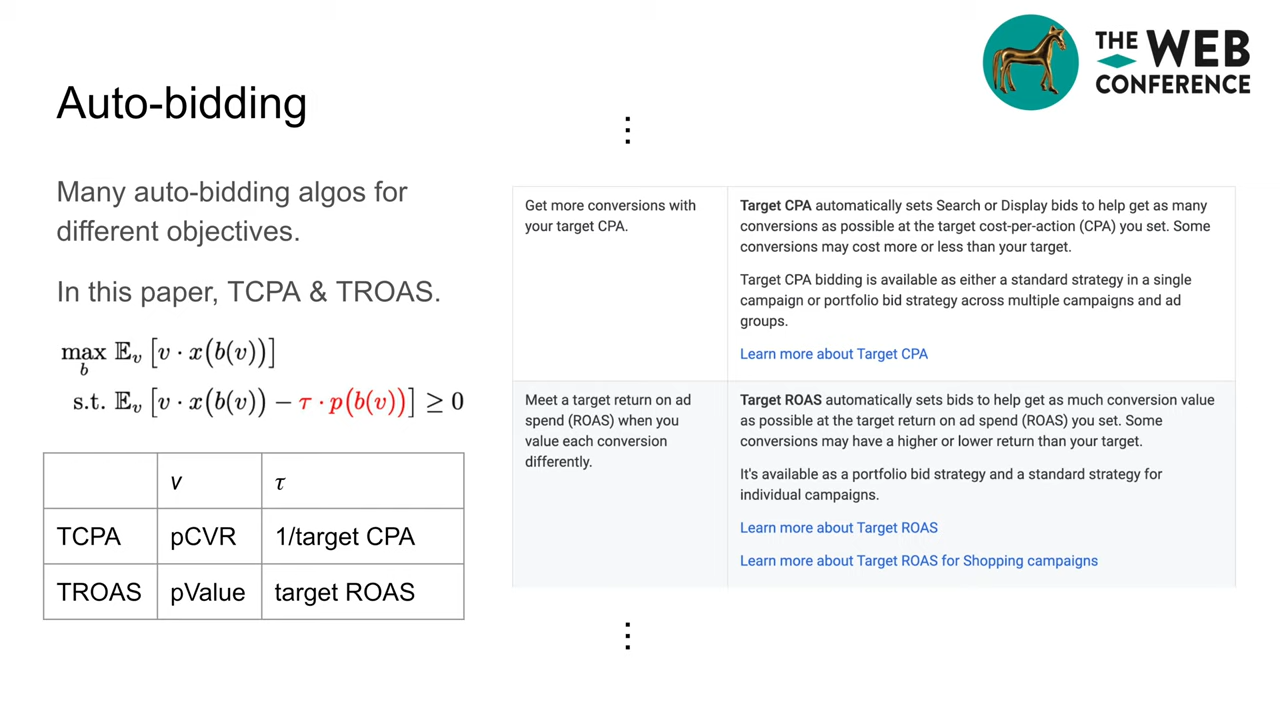 THE WEB
CONFERENCE
Auto-bidding
Many auto-bidding algos for
different objectives.
In this paper, TCPA & TROAS.
max_b 𝔼_v [v · x(b(v))]
s.t. 𝔼_v [v · x(b(v)) − τ · p(b(v))] ≥ 0
v τ
TCPA pCVR 1/target CPA
TROAS pValue target ROAS
⋮
Get more conversions with
your target CPA.
Target CPA automatically sets Search or Display bids to help get as many
conversions as possible at the target cost-per-action (CPA) you set. Some
conversions may cost more or less than your target.
Target CPA bidding is available as either a standard strategy in a single
campaign or portfolio bid strategy across multiple campaigns and ad
groups.
Learn more about Target CPA
Meet a target return on ad
spend (ROAS) when you
value each conversion
differently.
Target ROAS automatically sets bids to help get as much conversion value
as possible at the target return on ad spend (ROAS) you set. Some
conversions may have a higher or lower return than your target.
It's available as a portfolio bid strategy and a standard strategy for
individual campaigns.
Learn more about Target ROAS
Learn more about Target ROAS for Shopping campaigns
⋮